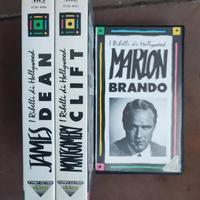 I Ribelli di Hollywood
JAMES
DEAN
I Ribelli di Hollywood
MONTGOMERY
CLIFT
I Ribelli di Hollywood
MARLON
BRANDO